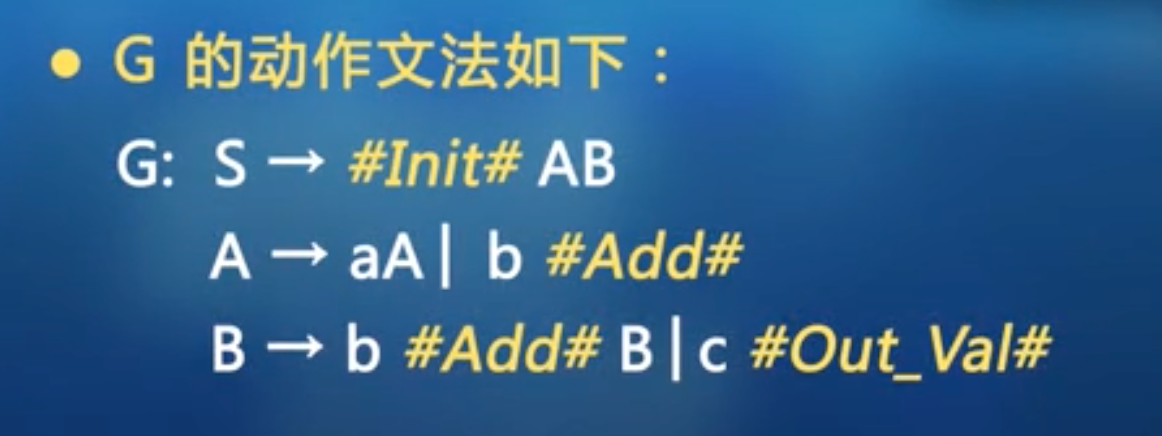 ● G 的动作文法如下：
G: S → #Init# AB
A → aA | b #Add#
B → b #Add# B | c #Out_Val#